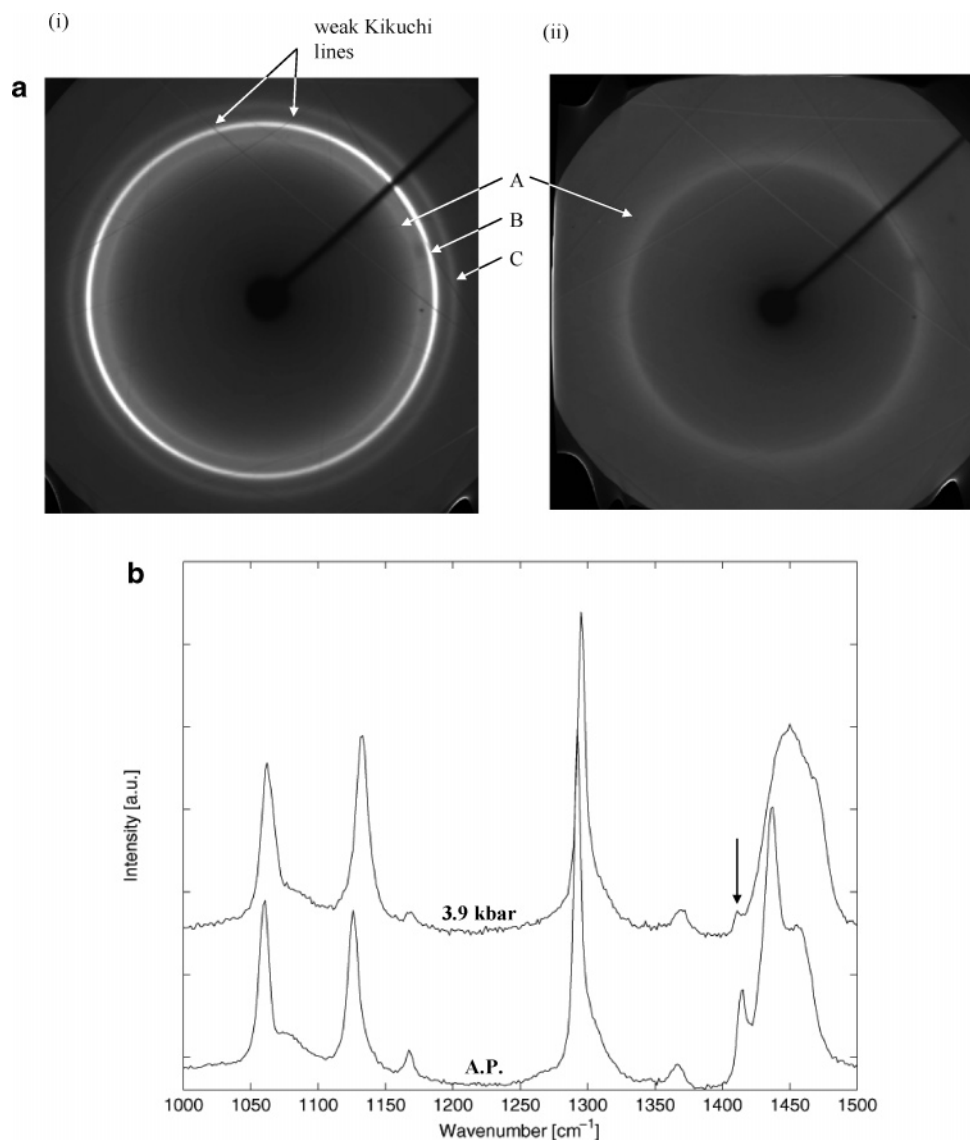 (i)
(ii)
weak Kikuchi
lines
a
A
B
C
b
Intensity [a.u.]
3.9 kbar
A.P.
1000 1050 1100 1150 1200 1250 1300 1350 1400 1450 1500
Wavenumber [cm⁻¹]